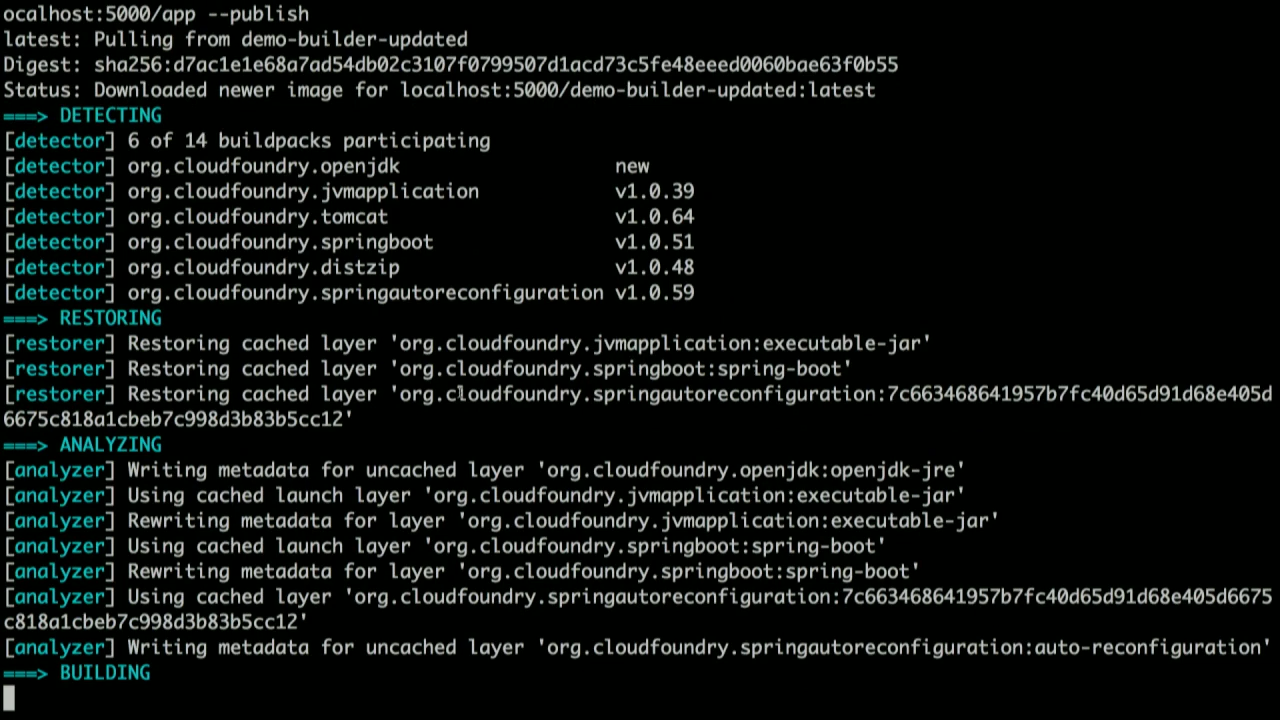 ocalhost:5000/app --publish
latest: Pulling from demo-builder-updated
Digest: sha256:d7ac1e1e68a7ad54db02c3107f0799507d1acd73c5fe48eeed0060bae63f0b55
Status: Downloaded newer image for localhost:5000/demo-builder-updated:latest
===> DETECTING
[detector] 6 of 14 buildpacks participating
[detector] org.cloudfoundry.openjdk new
[detector] org.cloudfoundry.jvmapplication v1.0.39
[detector] org.cloudfoundry.tomcat v1.0.64
[detector] org.cloudfoundry.springboot v1.0.51
[detector] org.cloudfoundry.distzip v1.0.48
[detector] org.cloudfoundry.springautoreconfiguration v1.0.59
===> RESTORING
[restorer] Restoring cached layer 'org.cloudfoundry.jvmapplication:executable-jar'
[restorer] Restoring cached layer 'org.cloudfoundry.springboot:spring-boot'
[restorer] Restoring cached layer 'org.cloudfoundry.springautoreconfiguration:7c663468641957b7fc40d65d91d68e405d
6675c818a1cbeb7c998d3b83b5cc12'
===> ANALYZING
[analyzer] Writing metadata for uncached layer 'org.cloudfoundry.openjdk:openjdk-jre'
[analyzer] Using cached launch layer 'org.cloudfoundry.jvmapplication:executable-jar'
[analyzer] Rewriting metadata for layer 'org.cloudfoundry.jvmapplication:executable-jar'
[analyzer] Using cached launch layer 'org.cloudfoundry.springboot:spring-boot'
[analyzer] Rewriting metadata for layer 'org.cloudfoundry.springboot:spring-boot'
[analyzer] Using cached layer 'org.cloudfoundry.springautoreconfiguration:7c663468641957b7fc40d65d91d68e405d6675
c818a1cbeb7c998d3b83b5cc12'
[analyzer] Writing metadata for uncached layer 'org.cloudfoundry.springautoreconfiguration:auto-reconfiguration'
===> BUILDING